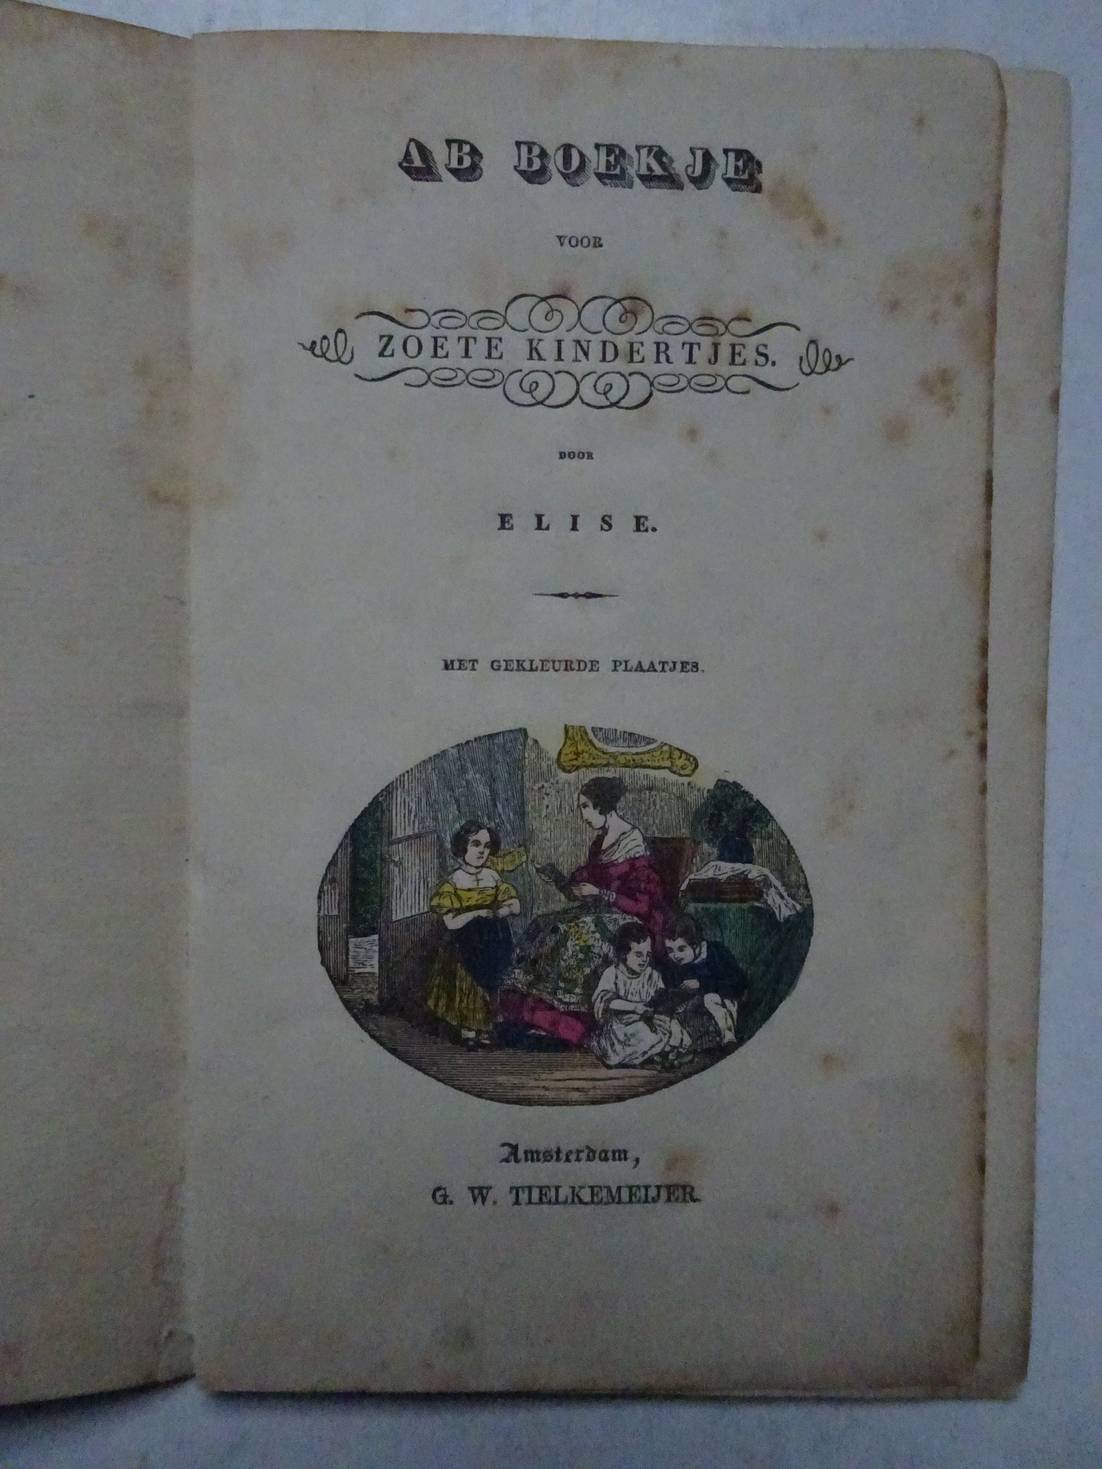 AB BOEKJE
VOOR
ZOETE KINDERTJES.
DOOR
ELISE.
MET GEKLEURDE PLAATJES.
Amsterdam,
G. W. TIELKEMEIJER.